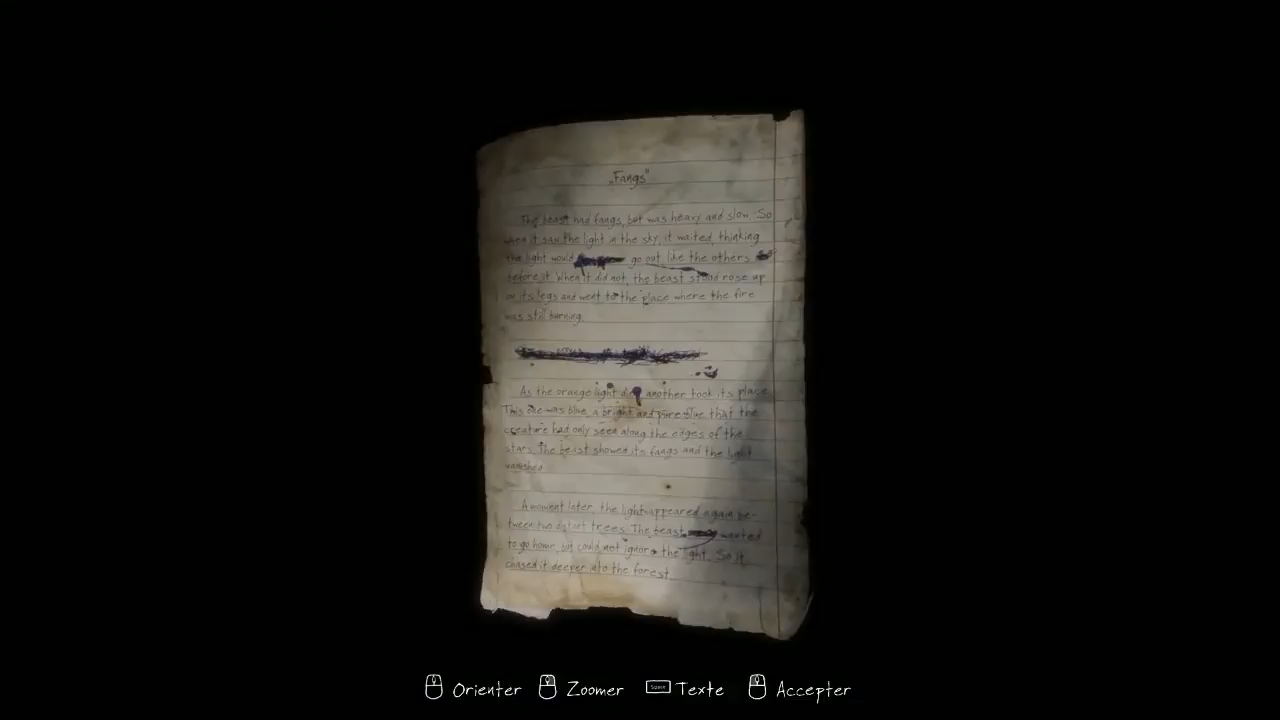 „Fangs"
The beast had fangs, but was heavy and slow. So
when it saw the light in the sky, it waited, thinking
the light would go out like the others
before it. When it did not, the beast stood rose up
on its legs and went to the place where the fire
was still burning.
As the orange light died another took its place.
This one was blue, a bright and pure blue that the
creature had only seen along the edges of the
stars. The beast showed its fangs and the light
vanished.
A moment later, the light appeared again be-
tween two distant trees. The beast wanted
to go home, but could not ignore the light. So it
chased it deeper into the forest.
Orienter
Zoomer
Texte
Accepter